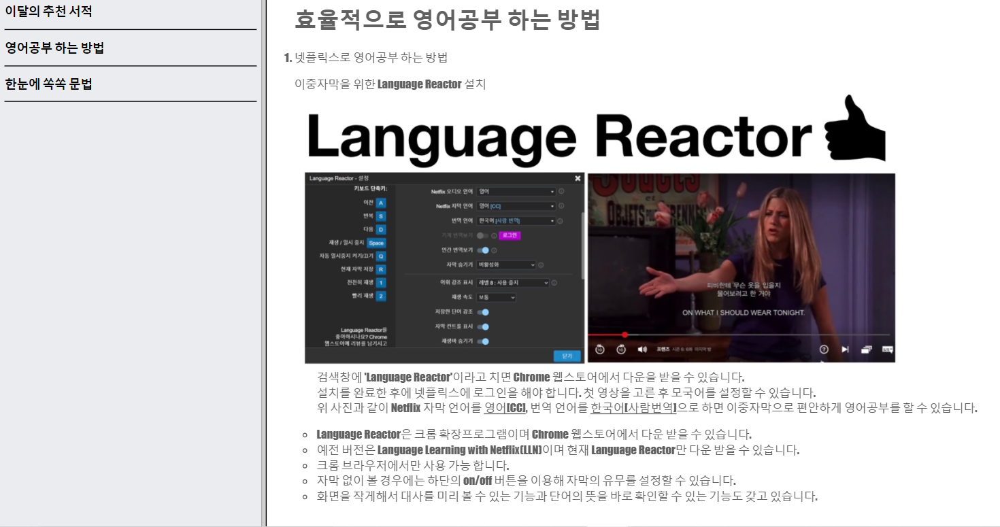 이달의 추천 서적
영어공부 하는 방법
한눈에 쏙쏙 문법
효율적으로 영어공부 하는 방법
1. 넷플릭스로 영어공부 하는 방법
이중자막을 위한 Language Reactor 설치
Language Reactor
Language Reactor - 설정
키보드 단축키:
이전 A
반복 S
다음 D
재생 / 일시 중지 Space
자동 일시중지 켜기/끄기 Q
현재 자막 저장 R
천천히 재생 1
빨리 재생 2
Language Reactor를
좋아하시나요? Chrome
웹스토어에 리뷰를 남기시고
Netflix 오디오 언어 영어
Netflix 자막 언어 영어 [CC]
번역 언어 한국어 [사람 번역]
기계 번역보기 로그인
인간 번역보기
자막 숨기기 비활성화
어휘 강조 표시 레벨 8 : 사용 중지
재생 속도 보통
저장한 단어 강조
자막 컨트롤 표시
재생바 숨기기
닫기
피비한테 무슨 옷을 입을지
물어보려고 한 거야
ON WHAT I SHOULD WEAR TONIGHT.
10 10 프렌즈 시즌 6: 6화 마지막 밤
검색창에 'Language Reactor'이라고 치면 Chrome 웹스토어에서 다운을 받을 수 있습니다.
설치를 완료한 후에 넷플릭스에 로그인을 해야 합니다. 첫 영상을 고른 후 모국어를 설정할 수 있습니다.
위 사진과 같이 Netflix 자막 언어를 영어[CC], 번역 언어를 한국어[사람번역]으로 하면 이중자막으로 편안하게 영어공부를 할 수 있습니다.
Language Reactor은 크롬 확장프로그램이며 Chrome 웹스토어에서 다운 받을 수 있습니다.
예전 버전은 Language Learning with Netflix(LLN)이며 현재 Language Reactor만 다운 받을 수 있습니다.
크롬 브라우저에서만 사용 가능 합니다.
자막 없이 볼 경우에는 하단의 on/off 버튼을 이용해 자막의 유무를 설정할 수 있습니다.
화면을 작게해서 대사를 미리 볼 수 있는 기능과 단어의 뜻을 바로 확인할 수 있는 기능도 갖고 있습니다.